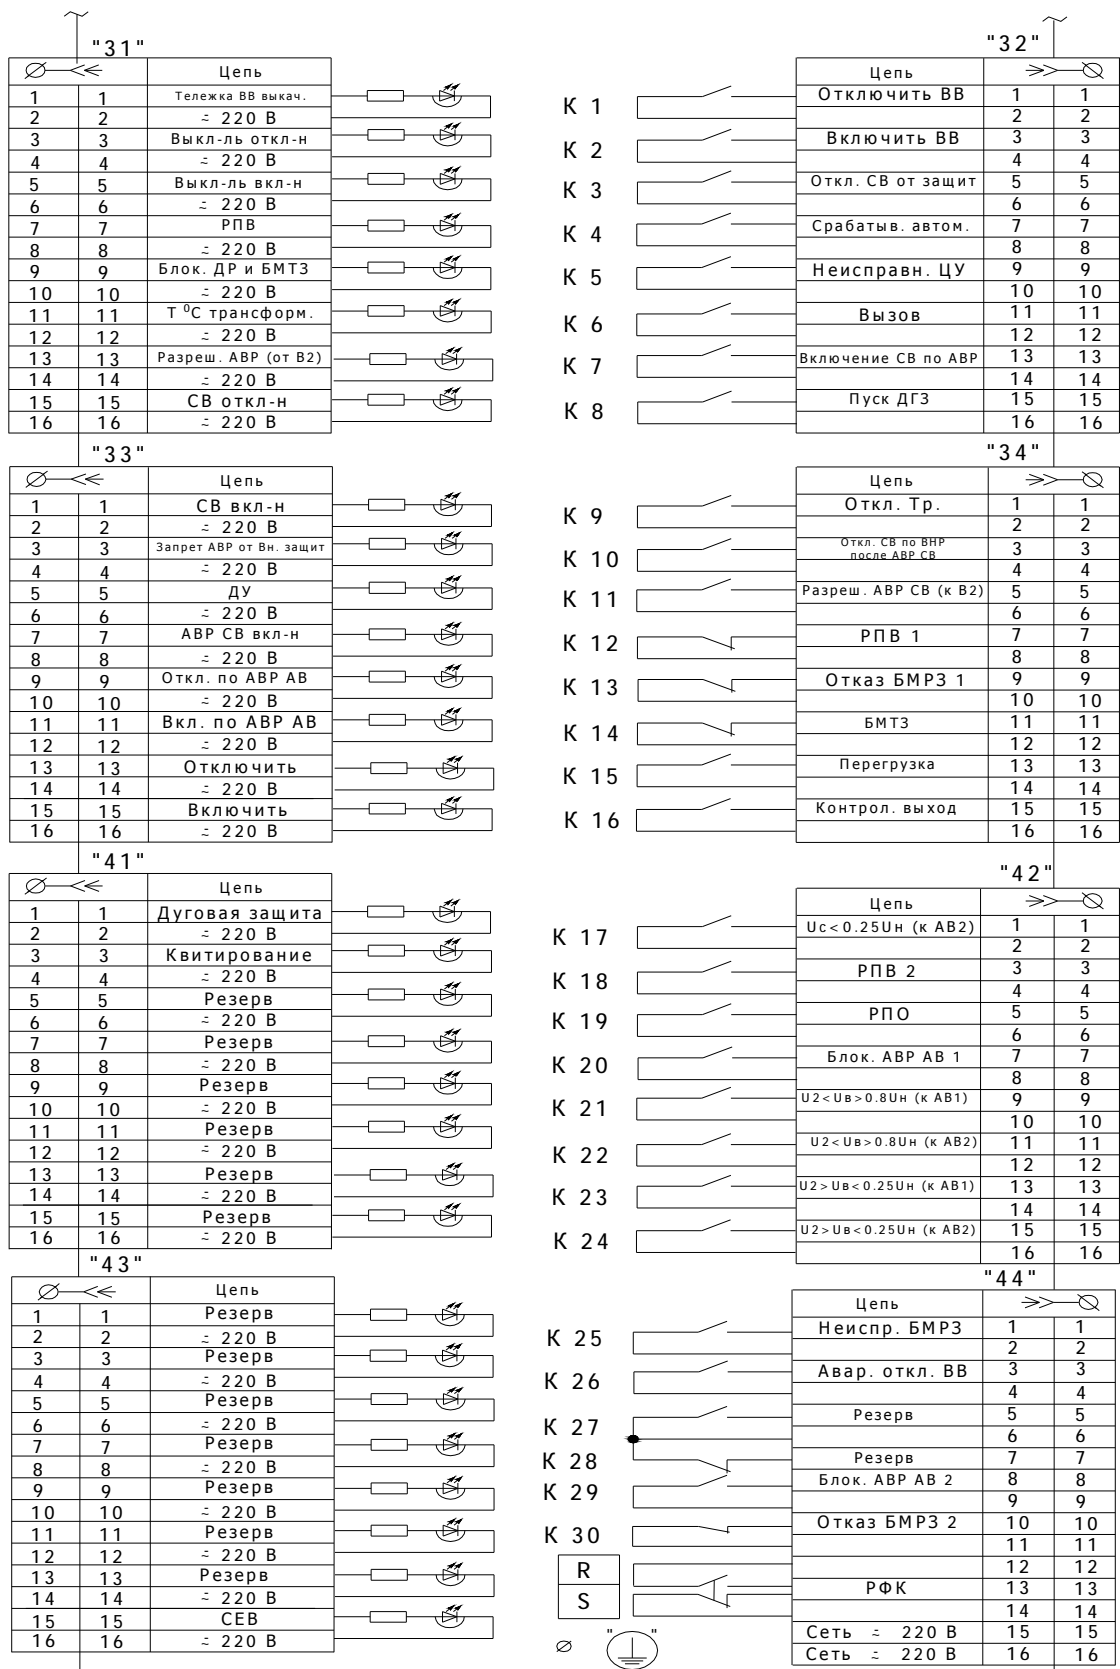 "31"
Цепь
1 1 Тележка ВВ выкач.
2 2 ≈ 220 В
3 3 Выкл-ль откл-н
4 4 ≈ 220 В
5 5 Выкл-ль вкл-н
6 6 ≈ 220 В
7 7 РПВ
8 8 ≈ 220 В
9 9 Блок. ДР и БМТЗ
10 10 ≈ 220 В
11 11 Т ⁰С трансформ.
12 12 ≈ 220 В
13 13 Разреш. АВР (от В2)
14 14 ≈ 220 В
15 15 СВ откл-н
16 16 ≈ 220 В
"32"
Цепь
К 1 Отключить ВВ 1 1
2 2
К 2 Включить ВВ 3 3
4 4
К 3 Откл. СВ от защит 5 5
6 6
К 4 Срабатыв. автом. 7 7
8 8
К 5 Неисправн. ЦУ 9 9
10 10
К 6 Вызов 11 11
12 12
К 7 Включение СВ по АВР 13 13
14 14
К 8 Пуск ДГЗ 15 15
16 16
"33"
Цепь
1 1 СВ вкл-н
2 2 ≈ 220 В
3 3 Запрет АВР от Вн. защит
4 4 ≈ 220 В
5 5 ДУ
6 6 ≈ 220 В
7 7 АВР СВ вкл-н
8 8 ≈ 220 В
9 9 Откл. по АВР АВ
10 10 ≈ 220 В
11 11 Вкл. по АВР АВ
12 12 ≈ 220 В
13 13 Отключить
14 14 ≈ 220 В
15 15 Включить
16 16 ≈ 220 В
"34"
Цепь
К 9 Откл. Тр. 1 1
2 2
К 10 Откл. СВ по ВНР
после АВР СВ 3 3
4 4
К 11 Разреш. АВР СВ (к В2) 5 5
6 6
К 12 РПВ 1 7 7
8 8
К 13 Отказ БМРЗ 1 9 9
10 10
К 14 БМТЗ 11 11
12 12
К 15 Перегрузка 13 13
14 14
К 16 Контрол. выход 15 15
16 16
"41"
Цепь
1 1 Дуговая защита
2 2 ≈ 220 В
3 3 Квитирование
4 4 ≈ 220 В
5 5 Резерв
6 6 ≈ 220 В
7 7 Резерв
8 8 ≈ 220 В
9 9 Резерв
10 10 ≈ 220 В
11 11 Резерв
12 12 ≈ 220 В
13 13 Резерв
14 14 ≈ 220 В
15 15 Резерв
16 16 ≈ 220 В
"42"
Цепь
К 17 Uс<0.25Uн (к АВ2) 1 1
2 2
К 18 РПВ 2 3 3
4 4
К 19 РПО 5 5
6 6
К 20 Блок. АВР АВ 1 7 7
8 8
К 21 U2<Uв>0.8Uн (к АВ1) 9 9
10 10
К 22 U2<Uв>0.8Uн (к АВ2) 11 11
12 12
К 23 U2>Uв<0.25Uн (к АВ1) 13 13
14 14
К 24 U2>Uв<0.25Uн (к АВ2) 15 15
16 16
"43"
Цепь
1 1 Резерв
2 2 ≈ 220 В
3 3 Резерв
4 4 ≈ 220 В
5 5 Резерв
6 6 ≈ 220 В
7 7 Резерв
8 8 ≈ 220 В
9 9 Резерв
10 10 ≈ 220 В
11 11 Резерв
12 12 ≈ 220 В
13 13 Резерв
14 14 ≈ 220 В
15 15 СЕВ
16 16 ≈ 220 В
"44"
Цепь
К 25 Неиспр. БМРЗ 1 1
2 2
К 26 Авар. откл. ВВ 3 3
4 4
К 27 Резерв 5 5
6 6
К 28 Резерв 7 7
К 29 Блок. АВР АВ 2 8 8
9 9
К 30 Отказ БМРЗ 2 10 10
11 11
R 12 12
S РФК 13 13
14 14
Сеть ≈ 220 В 15 15
Сеть ≈ 220 В 16 16
" "